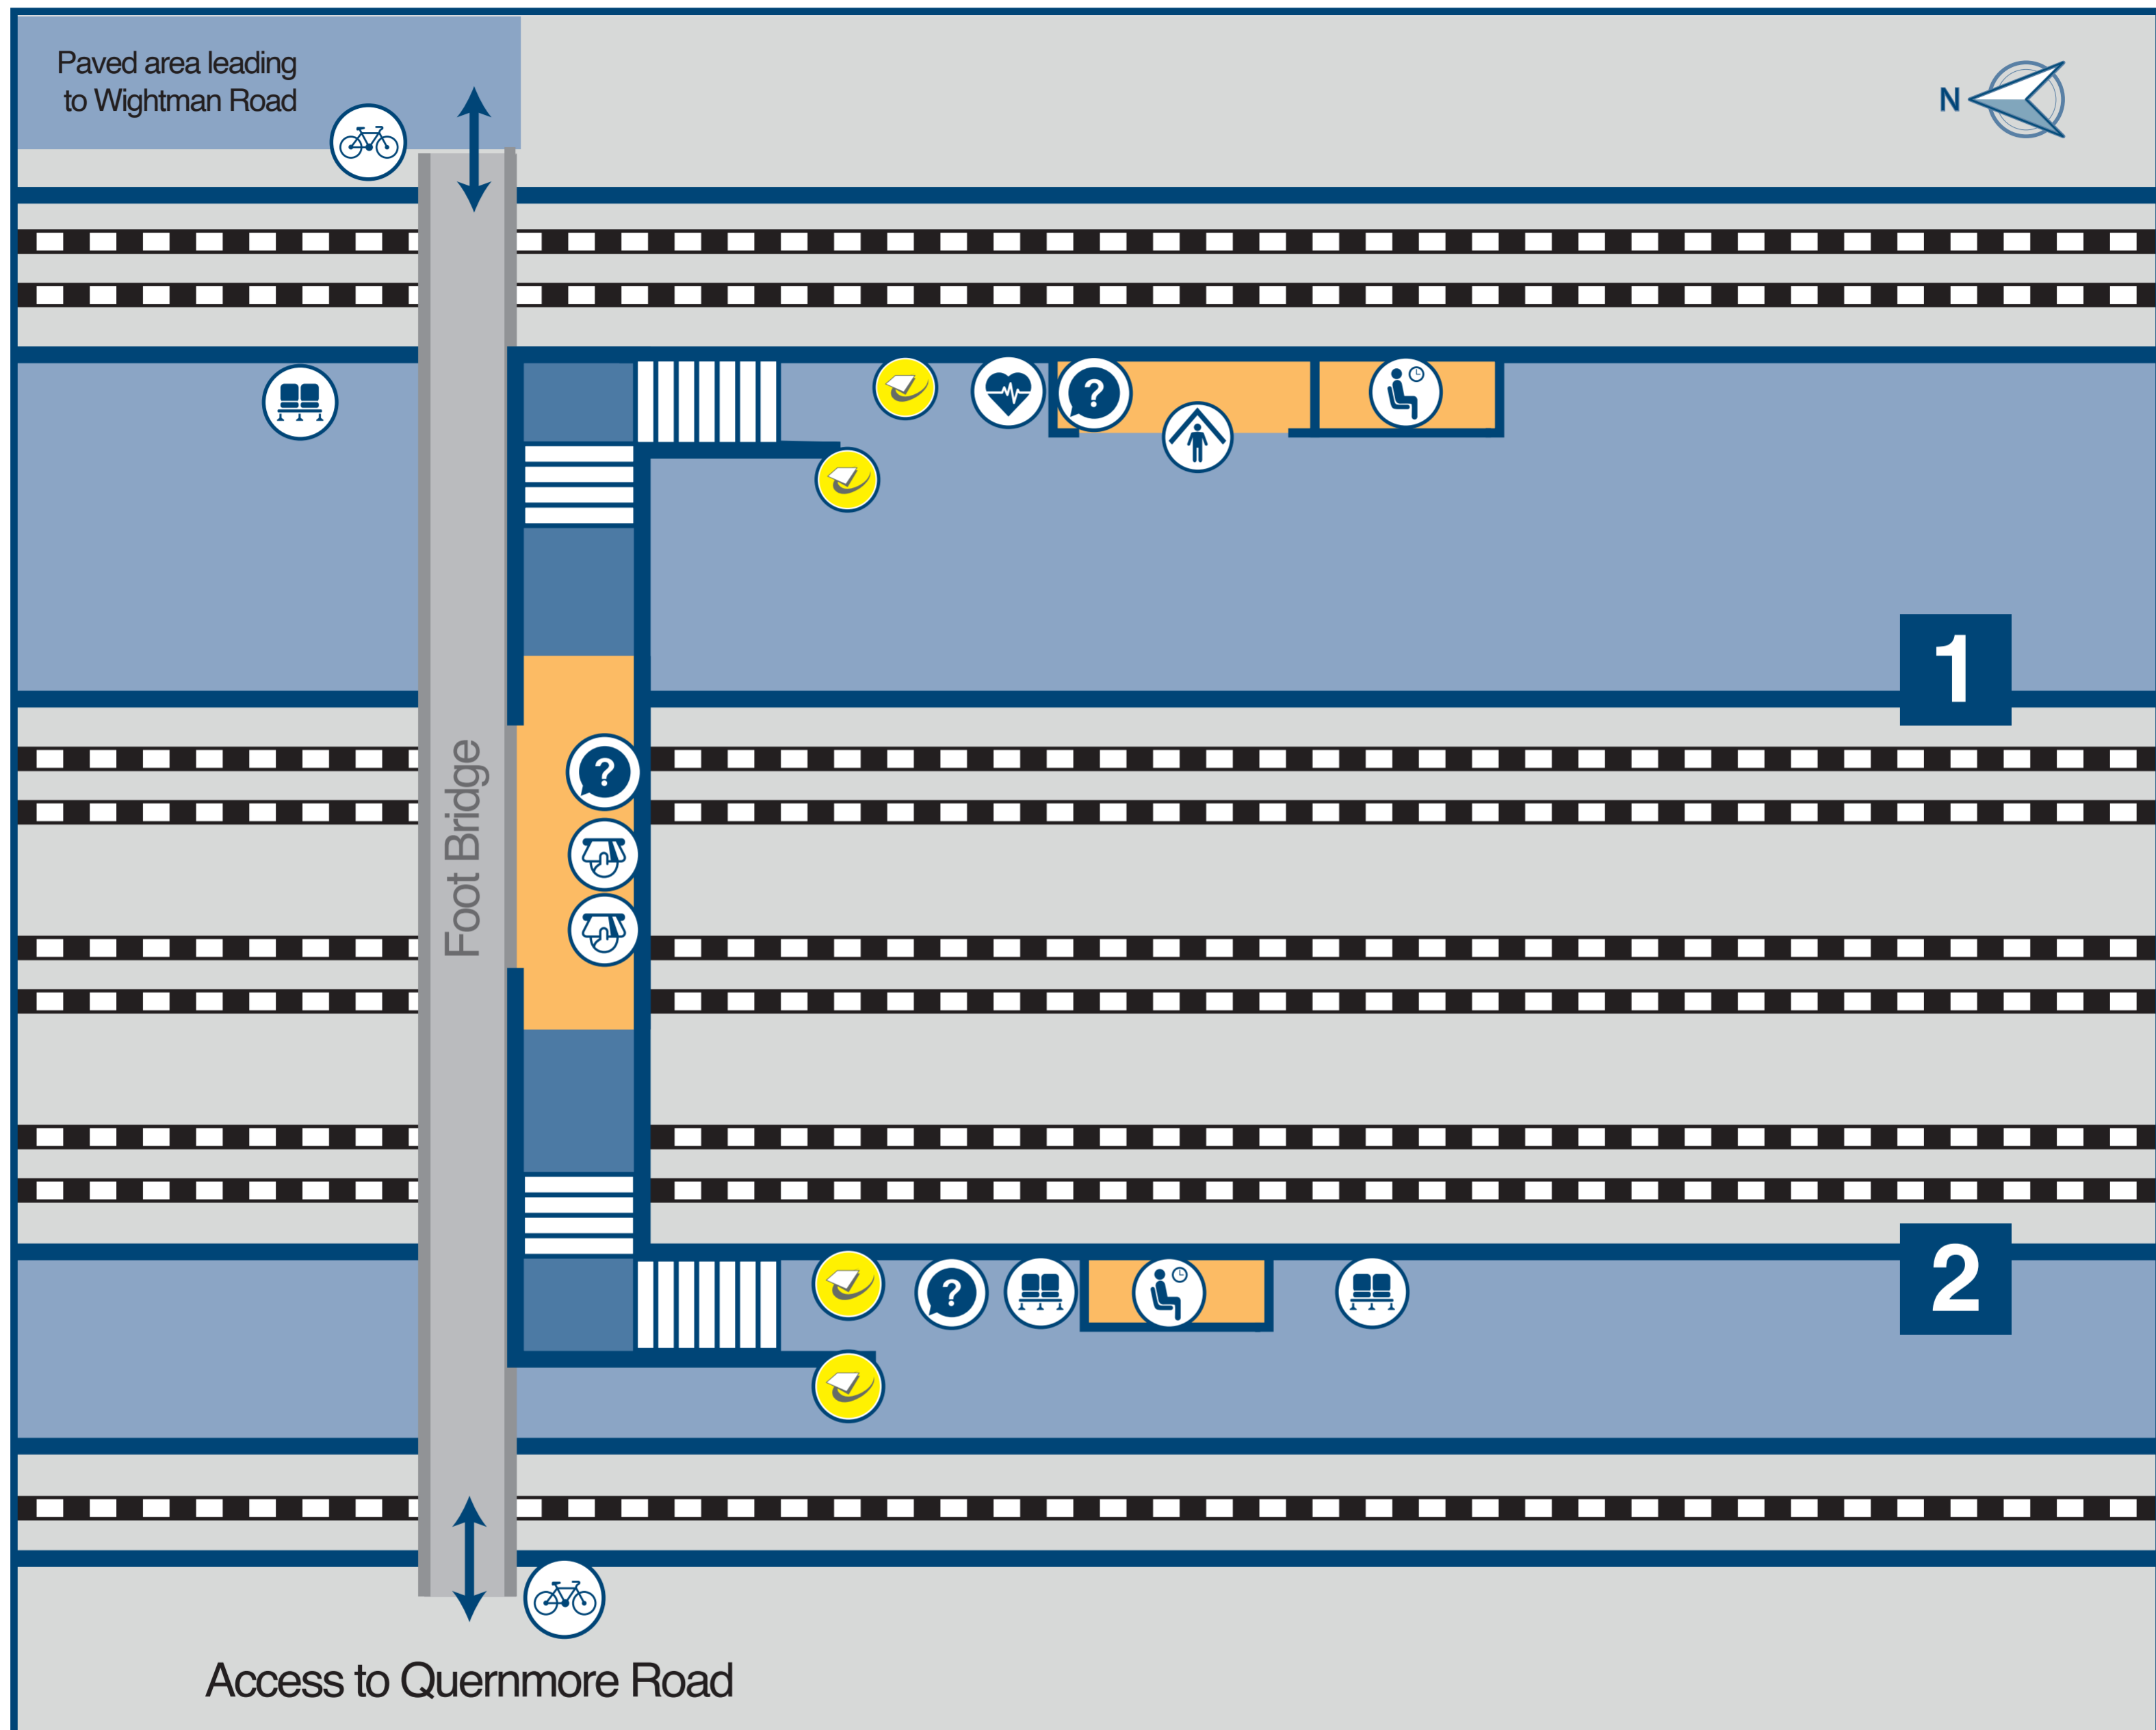 Paved area leading
to Wightman Road
N
?
1
Foot Bridge
?
?
2
Access to Quernmore Road